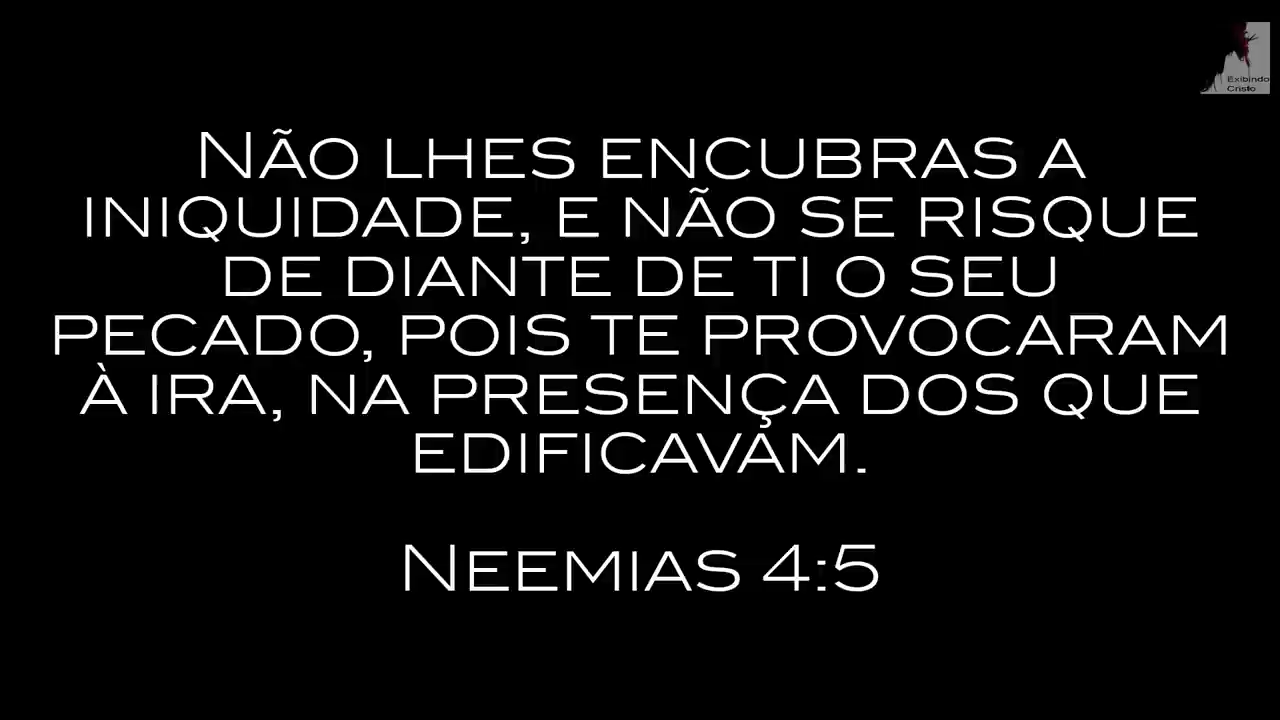 Exibindo
Cristo
Não lhes encubras a
iniquidade, e não se risque
de diante de ti o seu
pecado, pois te provocaram
à ira, na presença dos que
edificavam.
Neemias 4:5